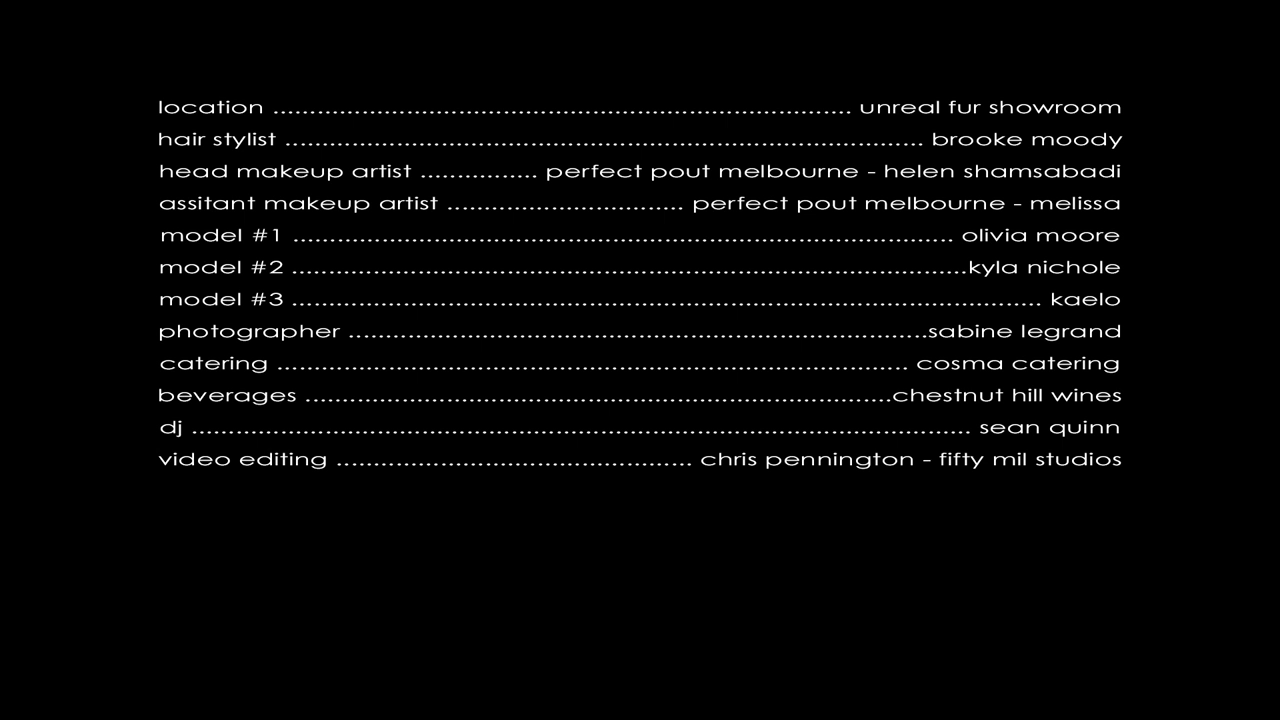 location .............................................................................. unreal fur showroom
hair stylist ...................................................................................... brooke moody
head makeup artist ................ perfect pout melbourne - helen shamsabadi
assitant makeup artist ................................ perfect pout melbourne - melissa
model #1 ......................................................................................... olivia moore
model #2 ...........................................................................................kyla nichole
model #3 ..................................................................................................... kaelo
photographer ..............................................................................sabine legrand
catering ..................................................................................... cosma catering
beverages ...............................................................................chestnut hill wines
dj ......................................................................................................... sean quinn
video editing ................................................ chris pennington - fifty mil studios